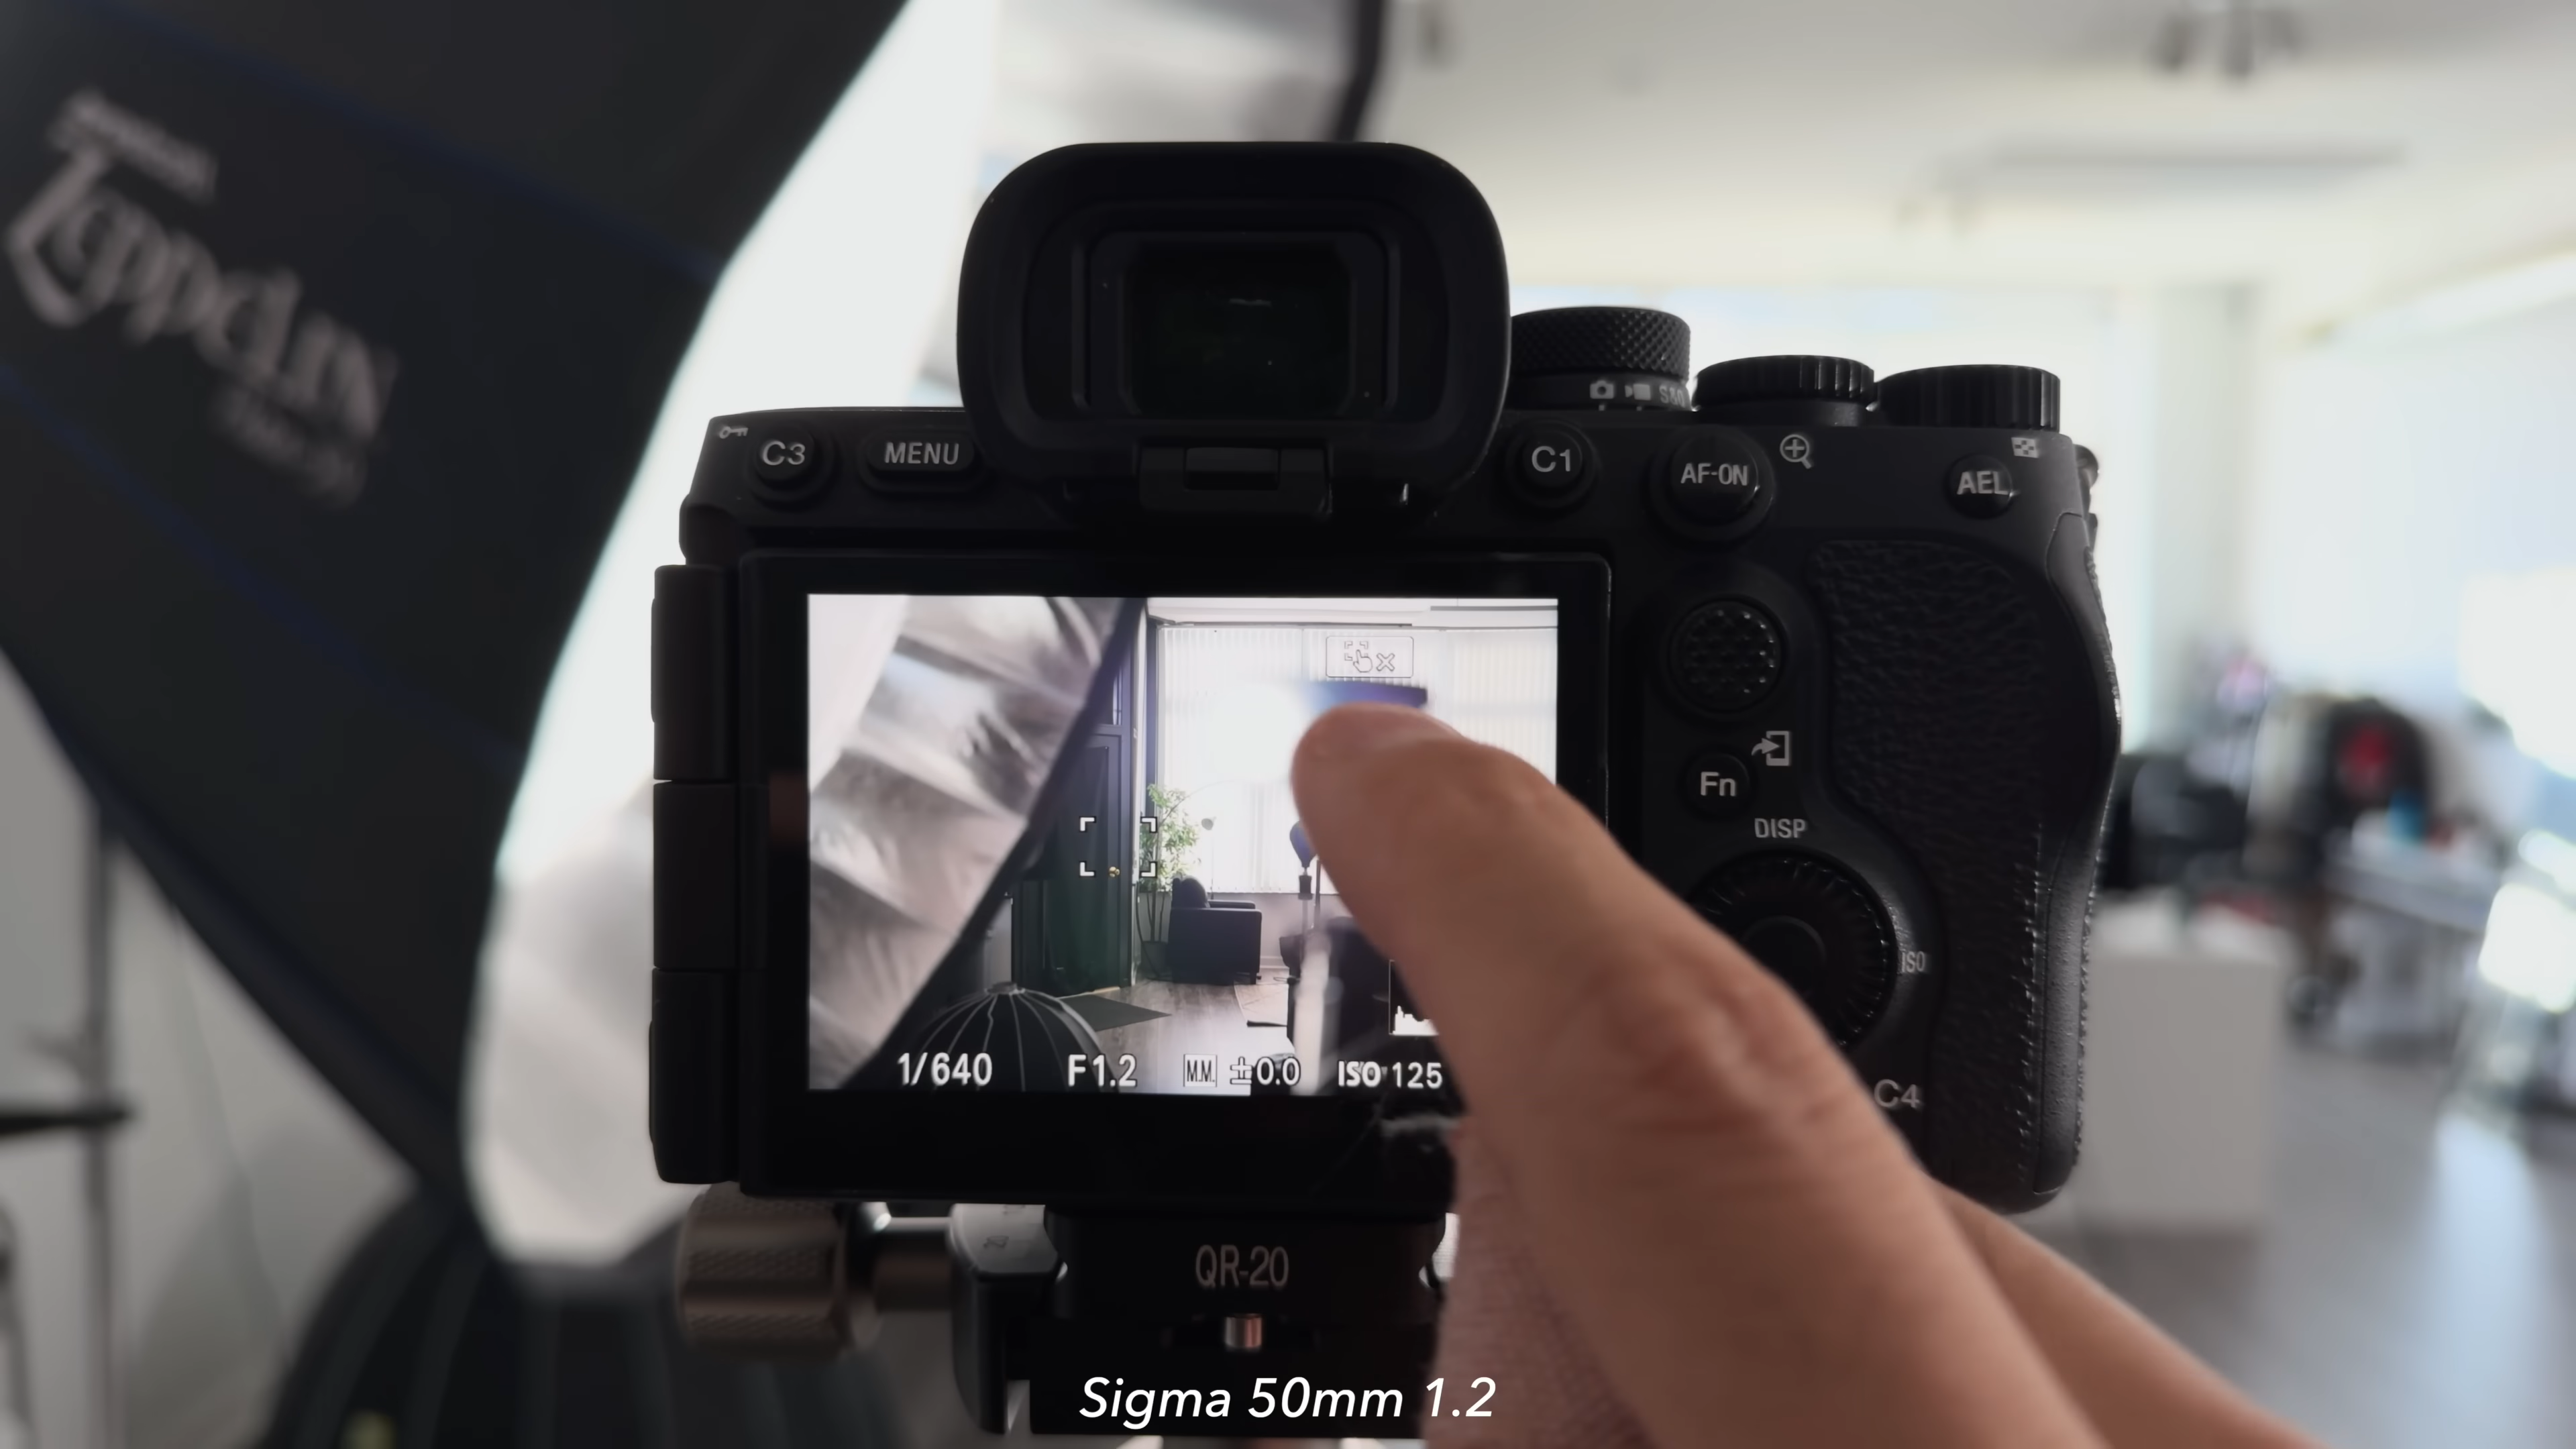 C3
MENU
C1
AF-ON
AEL
Fn
DISP
ISO
C4
1/640
F1.2
M.M.
±0.0
ISO 125
QR-20
Sigma 50mm 1.2